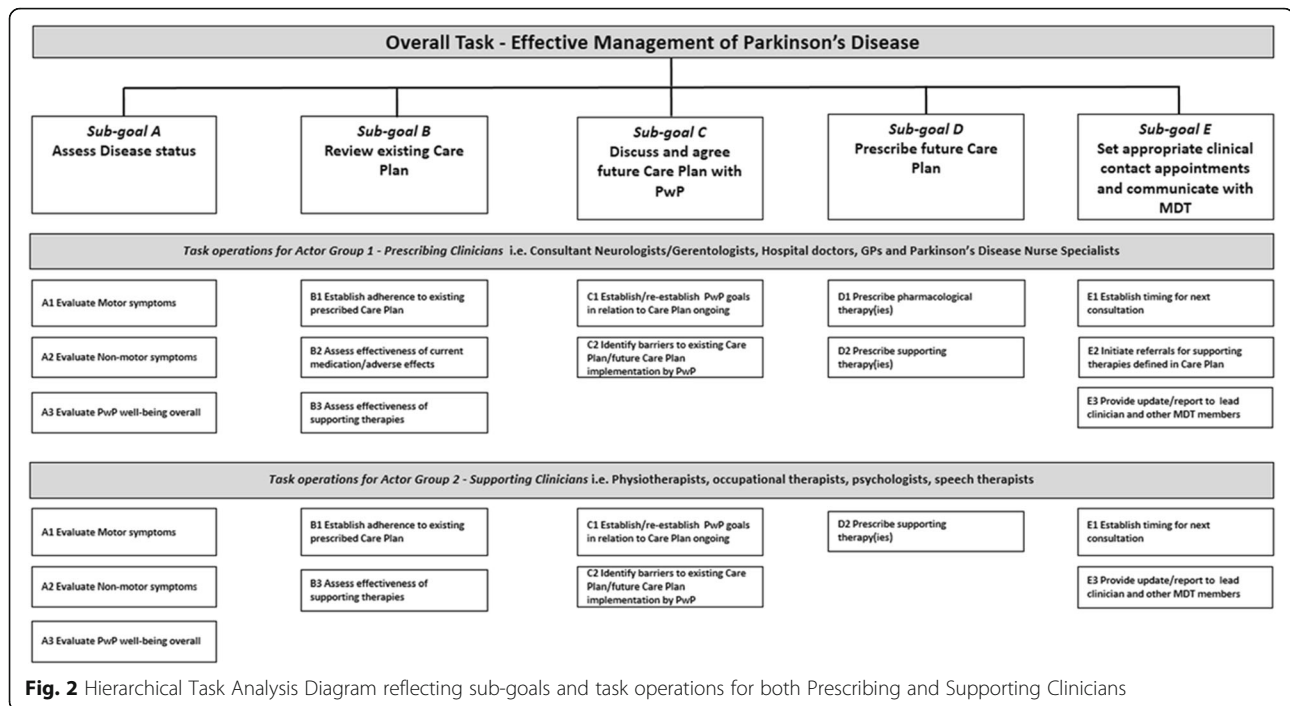 Overall Task - Effective Management of Parkinson's Disease
Sub-goal A
Assess Disease status
Sub-goal B
Review existing Care
Plan
Sub-goal C
Discuss and agree
future Care Plan with
PwP
Sub-goal D
Prescribe future Care
Plan
Sub-goal E
Set appropriate clinical
contact appointments
and communicate with
MDT
Task operations for Actor Group 1 - Prescribing Clinicians i.e. Consultant Neurologists/Gerentologists, Hospital doctors, GPs and Parkinson's Disease Nurse Specialists
A1 Evaluate Motor symptoms
B1 Establish adherence to existing
prescribed Care Plan
C1 Establish/re-establish PwP goals
in relation to Care Plan ongoing
D1 Prescribe pharmacological
therapy(ies)
E1 Establish timing for next
consultation
A2 Evaluate Non-motor symptoms
B2 Assess effectiveness of current
medication/adverse effects
C2 Identify barriers to existing Care
Plan/future Care Plan
implementation by PwP
D2 Prescribe supporting
therapy(ies)
E2 Initiate referrals for supporting
therapies defined in Care Plan
A3 Evaluate PwP well-being overall
B3 Assess effectiveness of
supporting therapies
E3 Provide update/report to lead
clinician and other MDT members
Task operations for Actor Group 2 - Supporting Clinicians i.e. Physiotherapists, occupational therapists, psychologists, speech therapists
A1 Evaluate Motor symptoms
B1 Establish adherence to existing
prescribed Care Plan
C1 Establish/re-establish PwP goals
in relation to Care Plan ongoing
D2 Prescribe supporting
therapy(ies)
E1 Establish timing for next
consultation
A2 Evaluate Non-motor symptoms
B3 Assess effectiveness of
supporting therapies
C2 Identify barriers to existing Care
Plan/future Care Plan
implementation by PwP
E3 Provide update/report to lead
clinician and other MDT members
A3 Evaluate PwP well-being overall
Fig. 2 Hierarchical Task Analysis Diagram reflecting sub-goals and task operations for both Prescribing and Supporting Clinicians